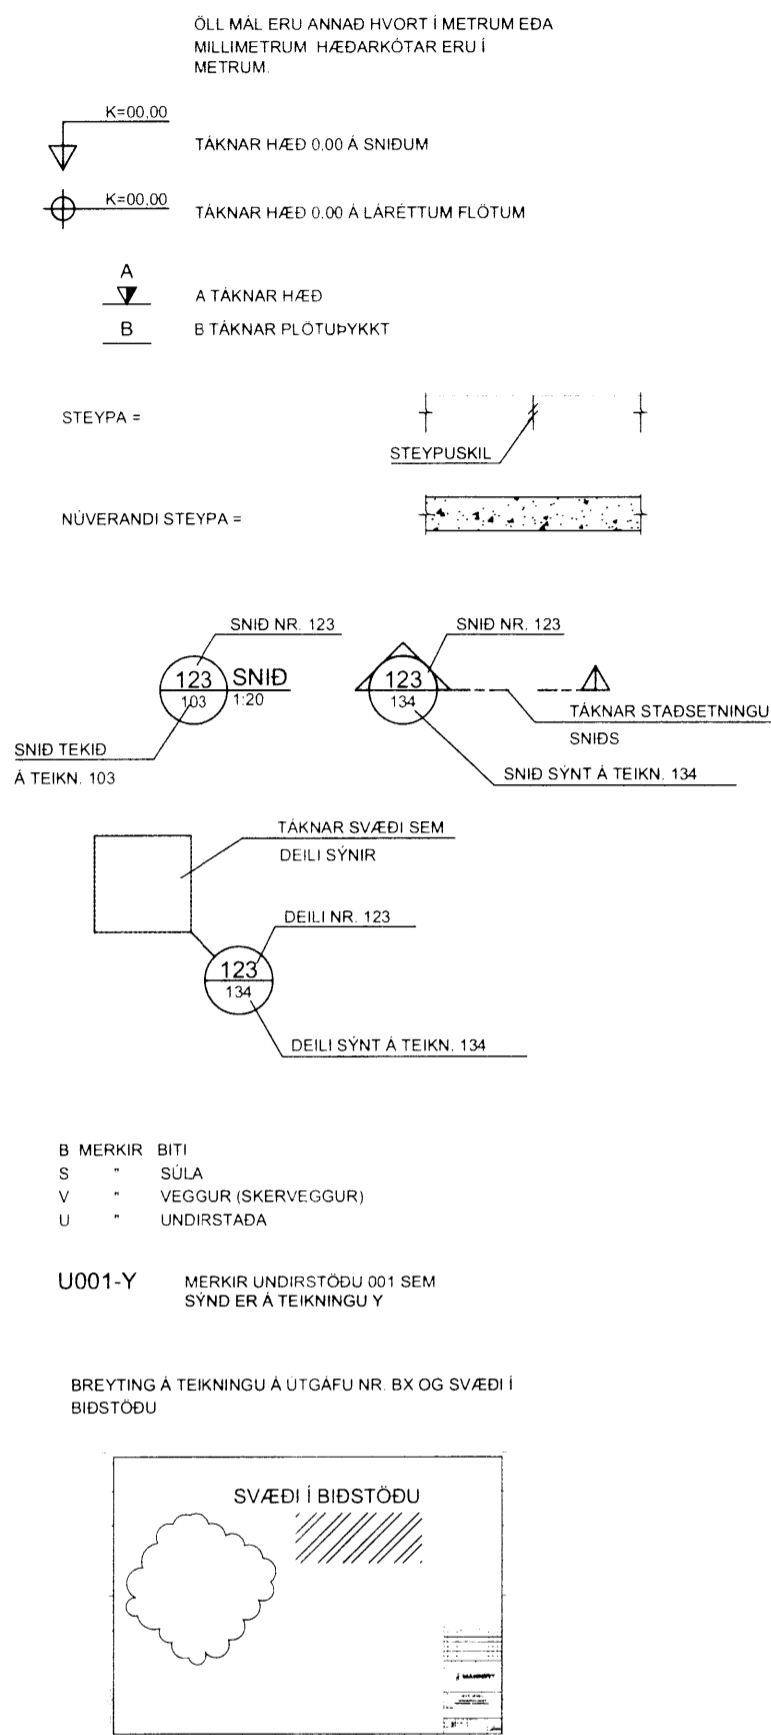 ÖLL MÁL ERU ANNAÐ HVORT Í METRUM EÐA
MILLIMETRUM HÆÐARKÓTAR ERU Í
METRUM.
K=00,00
TÁKNAR HÆÐ 0.00 Á SNIÐUM
K=00,00
TÁKNAR HÆÐ 0.00 Á LÁRÉTTUM FLÖTUM
A
A TÁKNAR HÆÐ
B
B TÁKNAR PLÖTUÞYKKT
STEYPA =
STEYPUSKIL
NÚVERANDI STEYPA =
SNIÐ NR. 123
123 SNIÐ
103 1:20
SNIÐ TEKIÐ
Á TEIKN. 103
SNIÐ NR. 123
123
134
TÁKNAR STAÐSETNINGU
SNIÐS
SNIÐ SÝNT Á TEIKN. 134
TÁKNAR SVÆÐI SEM
DEILI SÝNIR
DEILI NR. 123
123
134
DEILI SÝNT Á TEIKN. 134
B MERKIR BITI
S " SÚLA
V " VEGGUR (SKERVEGGUR)
U " UNDIRSTAÐA
U001-Y MERKIR UNDIRSTÖÐU 001 SEM
SÝND ER Á TEIKNINGU Y
BREYTING Á TEIKNINGU Á ÚTGÁFU NR. BX OG SVÆÐI Í
BIÐSTÖÐU
SVÆÐI Í BIÐSTÖÐU